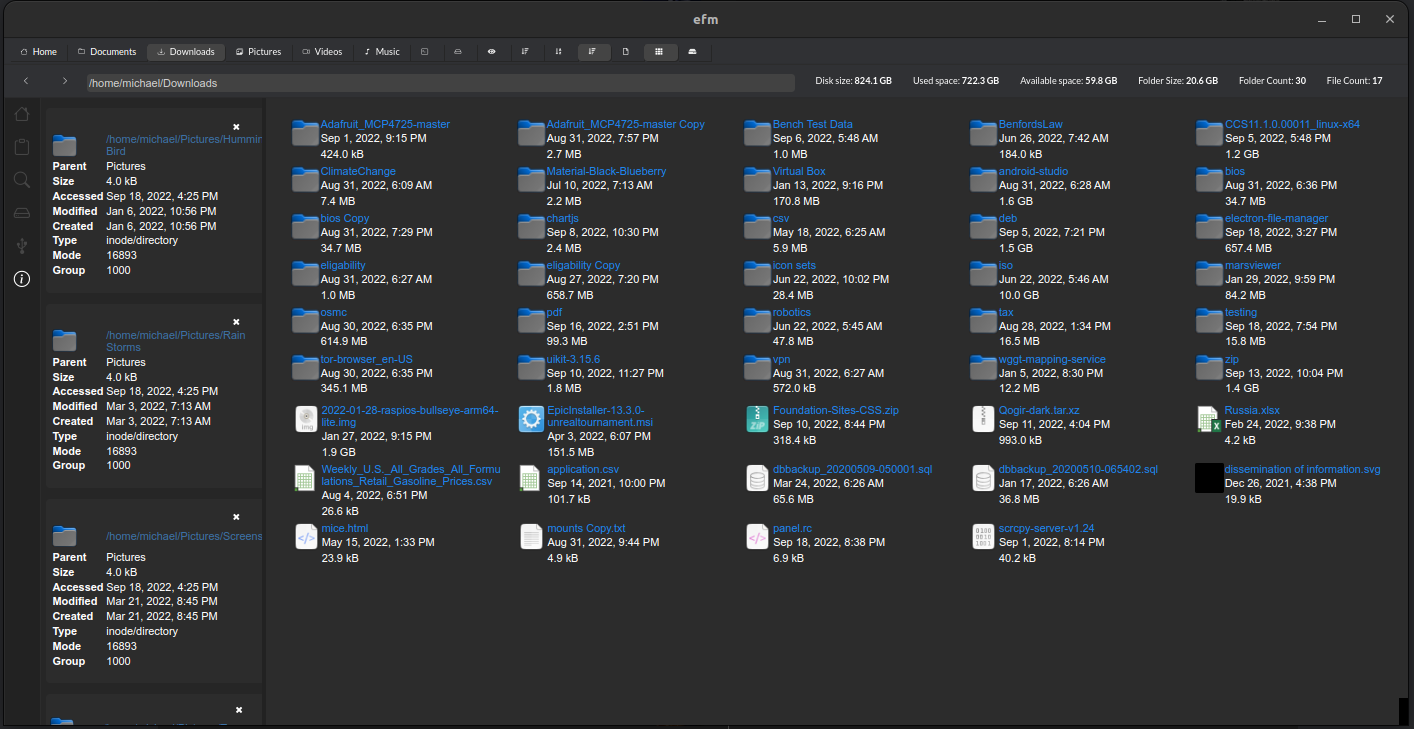 efm
Home Documents Downloads Pictures Videos Music
/home/michael/Downloads Disk size: 824.1 GB Used space: 722.3 GB Available space: 59.8 GB Folder Size: 20.6 GB Folder Count: 30 File Count: 17
/home/michael/Pictures/Hummin
Bird
Parent Pictures
Size 4.0 kB
Accessed Sep 18, 2022, 4:25 PM
Modified Jan 6, 2022, 10:56 PM
Created Jan 6, 2022, 10:56 PM
Type inode/directory
Mode 16893
Group 1000
/home/michael/Pictures/Rain
Storms
Parent Pictures
Size 4.0 kB
Accessed Sep 18, 2022, 4:25 PM
Modified Mar 3, 2022, 7:13 AM
Created Mar 3, 2022, 7:13 AM
Type inode/directory
Mode 16893
Group 1000
/home/michael/Pictures/Screens
Parent Pictures
Size 4.0 kB
Accessed Sep 18, 2022, 4:25 PM
Modified Mar 21, 2022, 8:45 PM
Created Mar 21, 2022, 8:45 PM
Type inode/directory
Mode 16893
Group 1000
Adafruit_MCP4725-master Adafruit_MCP4725-master Copy Bench Test Data BenfordsLaw CCS11.1.0.00011_linux-x64
Sep 1, 2022, 9:15 PM Aug 31, 2022, 7:57 PM Sep 6, 2022, 5:48 AM Jun 26, 2022, 7:42 AM Sep 5, 2022, 5:48 PM
424.0 kB 2.7 MB 1.0 MB 184.0 kB 1.2 GB
ClimateChange Material-Black-Blueberry Virtual Box android-studio bios
Aug 31, 2022, 6:09 AM Jul 10, 2022, 7:13 AM Jan 13, 2022, 9:16 PM Aug 31, 2022, 6:28 AM Aug 31, 2022, 6:36 PM
7.4 MB 2.2 MB 170.8 MB 1.6 GB 34.7 MB
bios Copy chartjs csv deb electron-file-manager
Aug 31, 2022, 7:29 PM Sep 8, 2022, 10:30 PM May 18, 2022, 6:25 AM Sep 5, 2022, 7:21 PM Sep 18, 2022, 3:27 PM
34.7 MB 2.4 MB 5.9 MB 1.5 GB 657.4 MB
eligability eligability Copy icon sets iso marsviewer
Aug 31, 2022, 6:27 AM Aug 27, 2022, 7:20 PM Jun 22, 2022, 10:02 PM Jun 22, 2022, 5:46 AM Jan 29, 2022, 9:59 PM
1.0 MB 658.7 MB 28.4 MB 10.0 GB 84.2 MB
osmc pdf robotics tax testing
Aug 30, 2022, 6:35 PM Sep 16, 2022, 2:51 PM Jun 22, 2022, 5:45 AM Aug 28, 2022, 1:34 PM Sep 18, 2022, 7:54 PM
614.9 MB 99.3 MB 47.8 MB 16.5 MB 15.8 MB
tor-browser_en-US uikit-3.15.6 vpn wggt-mapping-service zip
Aug 30, 2022, 6:35 PM Sep 10, 2022, 11:27 PM Aug 31, 2022, 6:27 AM Jan 5, 2022, 8:30 PM Sep 13, 2022, 10:04 PM
345.1 MB 1.8 MB 572.0 kB 12.2 MB 1.4 GB
2022-01-28-raspios-bullseye-arm64- EpicInstaller-13.3.0- Foundation-Sites-CSS.zip Qogir-dark.tar.xz Russia.xlsx
lite.img unrealtournament.msi Sep 10, 2022, 8:44 PM Sep 11, 2022, 4:04 PM Feb 24, 2022, 9:38 PM
Jan 27, 2022, 9:15 PM Apr 3, 2022, 6:07 PM 318.4 kB 993.0 kB 4.2 kB
1.9 GB 151.5 MB
Weekly_U.S._All_Grades_All_Formu application.csv dbbackup_20200509-050001.sql dbbackup_20200510-065402.sql dissemination of information.svg
lations_Retail_Gasoline_Prices.csv Sep 14, 2021, 10:00 PM Mar 24, 2022, 6:26 AM Jan 17, 2022, 6:26 AM Dec 26, 2021, 4:38 PM
Aug 4, 2022, 6:51 PM 101.7 kB 65.6 MB 36.8 MB 19.9 kB
26.6 kB
mice.html mounts Copy.txt panel.rc scrcpy-server-v1.24
May 15, 2022, 1:33 PM Aug 31, 2022, 9:44 PM Sep 18, 2022, 8:38 PM Sep 1, 2022, 8:14 PM
23.9 kB 4.9 kB 6.9 kB 40.2 kB